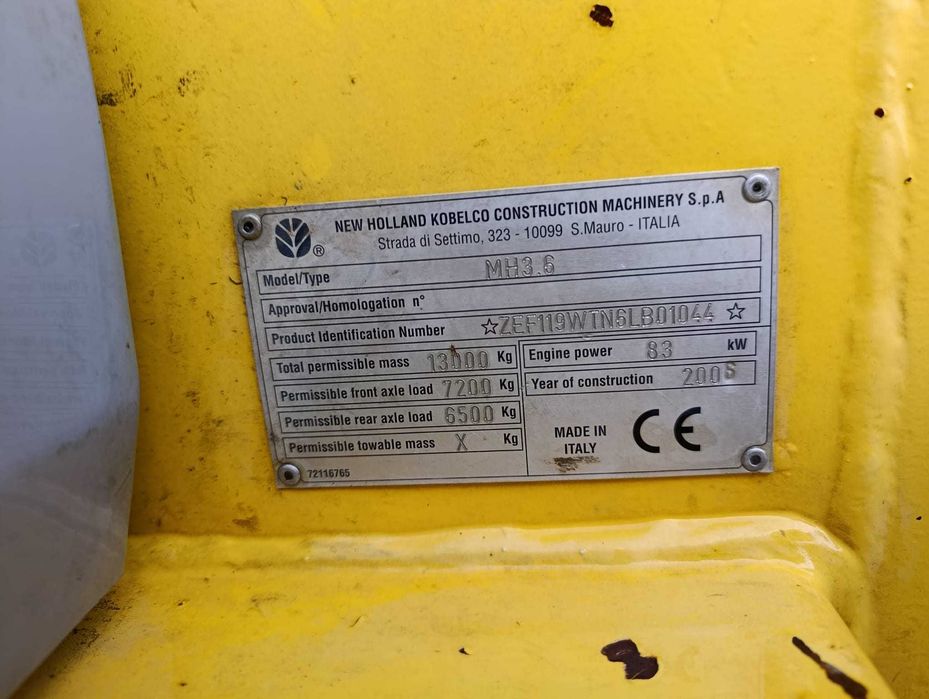 NEW HOLLAND KOBELCO CONSTRUCTION MACHINERY S.p.A
Strada di Settimo, 323 - 10099 S.Mauro - ITALIA
®
Model/Type MH3.6
Approval/Homologation n°
Product Identification Number ☆ZEF119WTN6LB01044☆
Total permissible mass 13000 Kg
Engine power 83 kW
Permissible front axle load 7200 Kg
Year of construction 200S
Permissible rear axle load 6500 Kg
Permissible towable mass X Kg
MADE IN
ITALY
CE
72116765